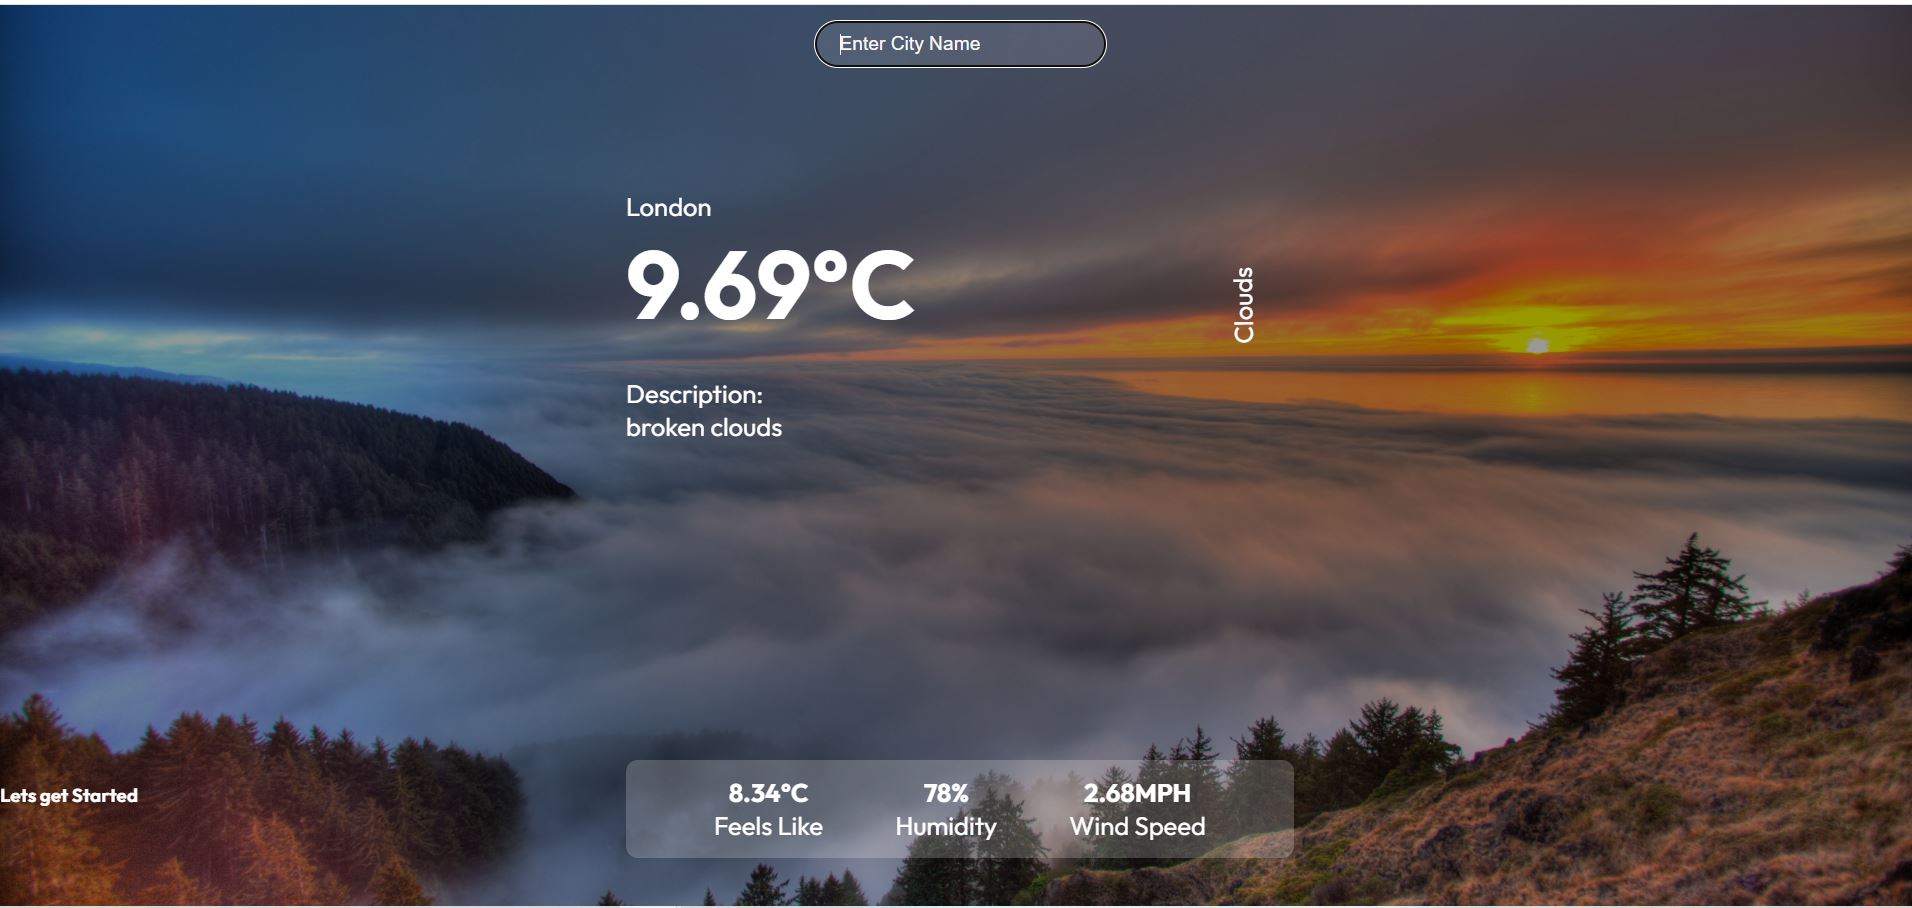 Enter City Name
London
9.69°C
Clouds
Description:
broken clouds
Lets get Started
8.34°C
Feels Like
78%
Humidity
2.68MPH
Wind Speed